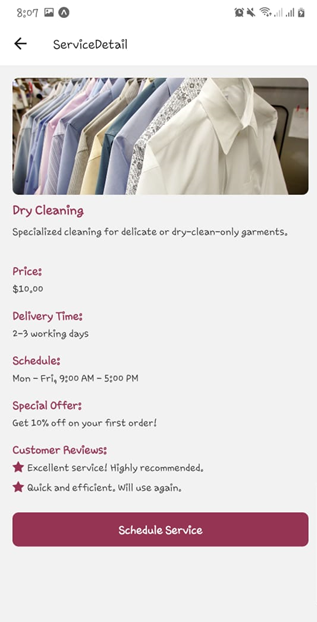 8:07
ServiceDetail
Dry Cleaning
Specialized cleaning for delicate or dry-clean-only garments.
Price:
$10.00
Delivery Time:
2-3 working days
Schedule:
Mon - Fri, 9:00 AM - 5:00 PM
Special Offer:
Get 10% off on your first order!
Customer Reviews:
Excellent service! Highly recommended.
Quick and efficient. Will use again.
Schedule Service